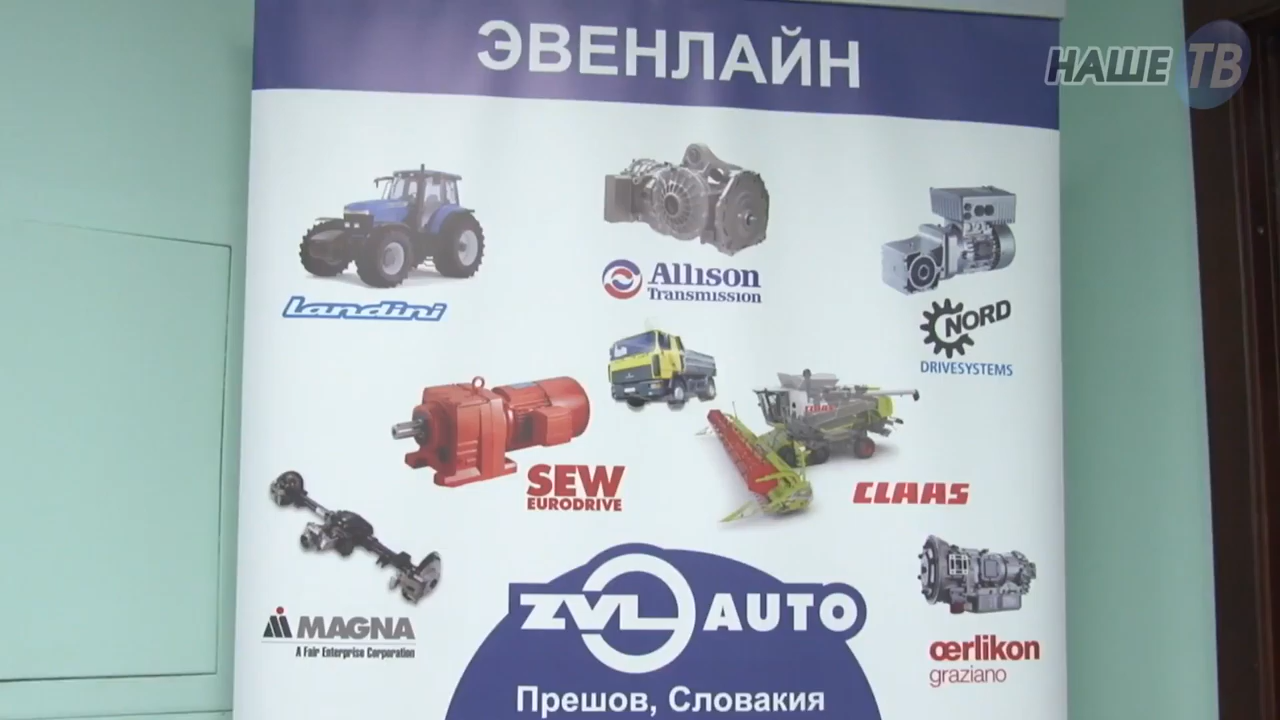 ЭВЕНЛАЙН
НАШЕ ТВ
Landini
Allison
Transmission
NORD
DRIVESYSTEMS
SEW
EURODRIVE
CLAAS
CLAAS
MAGNA
A Fair Enterprise Corporation
ZVL AUTO
oerlikon
graziano
Прешов, Словакия